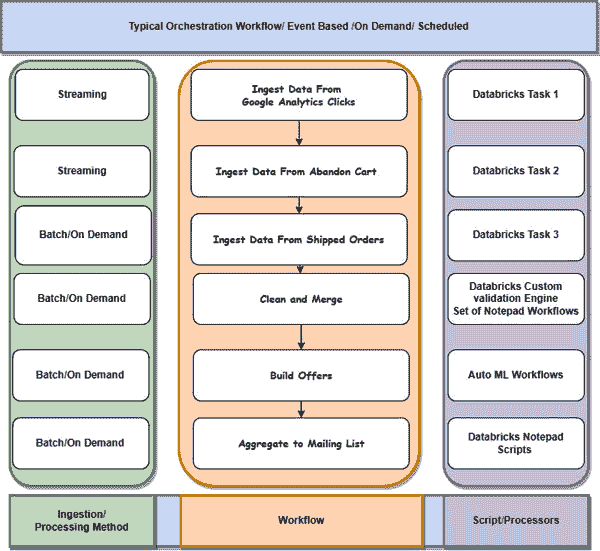 Typical Orchestration Workflow/ Event Based /On Demand/ Scheduled
Streaming
Ingest Data From
Google Analytics Clicks
Databricks Task 1
Streaming
Ingest Data From Abandon Cart
Databricks Task 2
Batch/On Demand
Ingest Data From Shipped Orders
Databricks Task 3
Batch/On Demand
Clean and Merge
Databricks Custom
validation Engine
Set of Notepad Workflows
Batch/On Demand
Build Offers
Auto ML Workflows
Batch/On Demand
Aggregate to Mailing List
Databricks Notepad
Scripts
Ingestion/
Processing Method
Workflow
Script/Processors